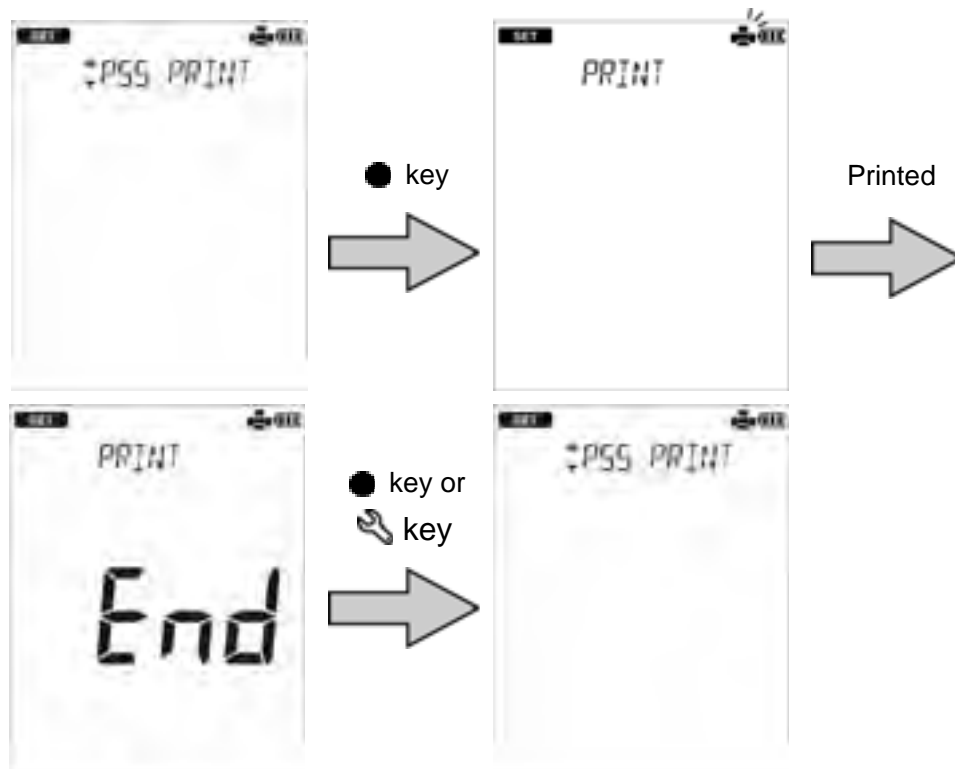 SET
PSS PRINT
● key
SET
PRINT
Printed
SET
PRINT
End
● key or
key
SET
PSS PRINT